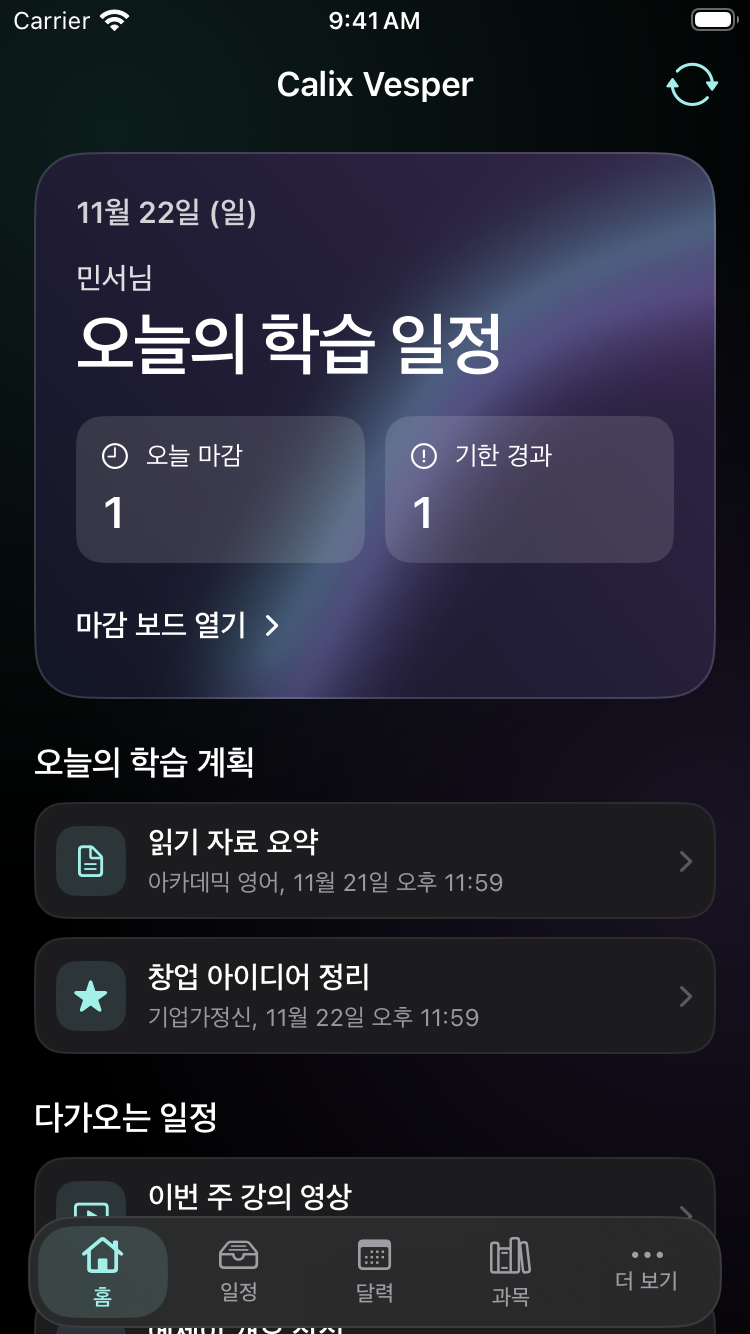 Carrier 9:41 AM
Calix Vesper
11월 22일 (일)
민서님
오늘의 학습 일정
오늘 마감
1
기한 경과
1
마감 보드 열기
오늘의 학습 계획
읽기 자료 요약
아카데믹 영어, 11월 21일 오후 11:59
창업 아이디어 정리
기업가정신, 11월 22일 오후 11:59
다가오는 일정
이번 주 강의 영상
홈
일정
달력
과목
더 보기